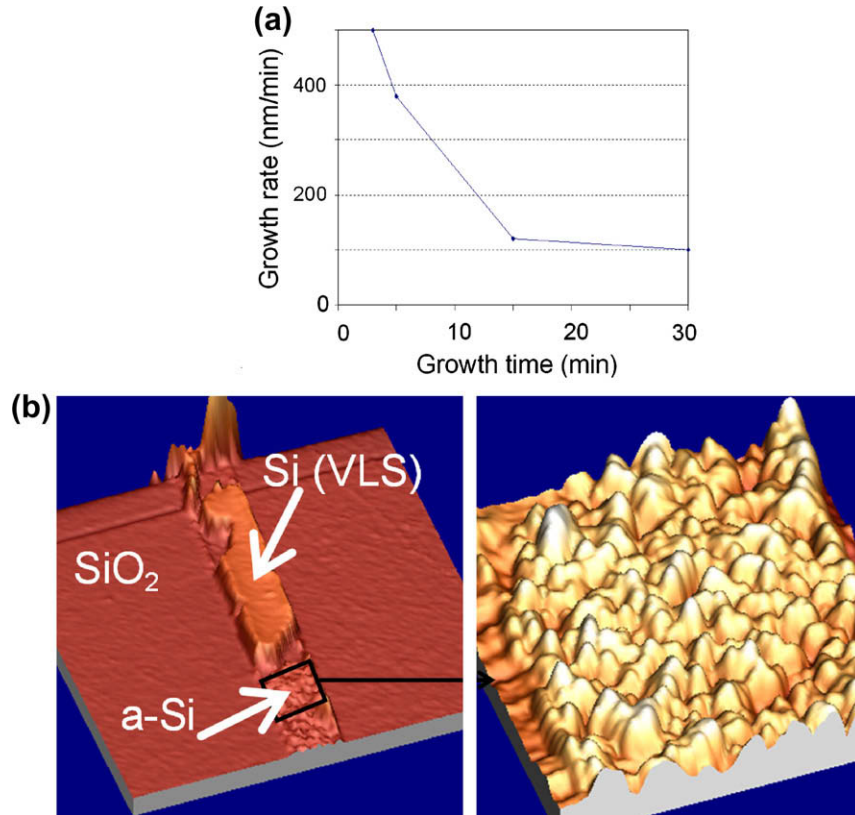 (a)
Growth rate (nm/min)
400
200
0
0 10 20 30
Growth time (min)
(b)
Si (VLS)
SiO₂
a-Si